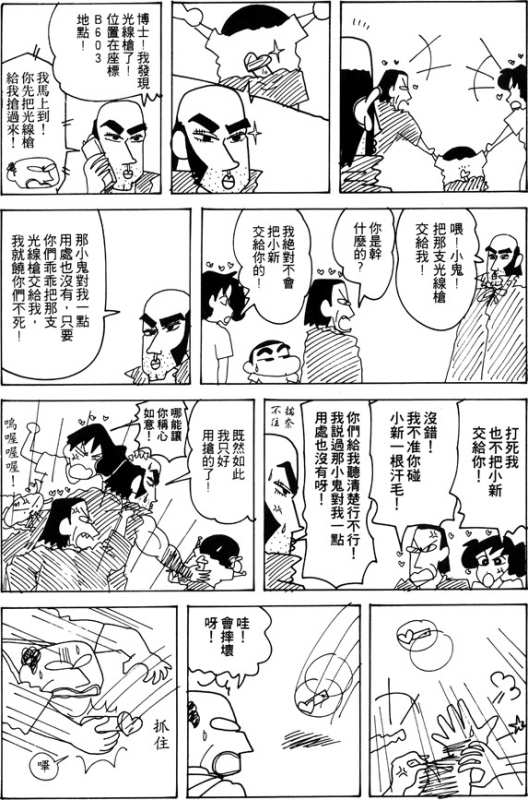 博士！我發現
光線槍了！
位置在座標
B603
地點！
我馬上到！
你先把光線槍
給我搶過來！
喂！小鬼！
把那支光線槍
交給我！
你是幹
什麼的？
我絕對不會
把小新
交給你的！
那小鬼對我一點
用處也沒有，只要
你們乖乖把那支
光線槍交給我，
我就饒你們不死！
打死我
也不把小新
交給你！
沒錯！
我不准你碰
小新一根汗毛！
你們給我聽清楚行不行！
我說過那小鬼對我一點
用處也沒有呀！
既然如此
我只好
用搶的了！
哪能讓
你稱心
如意！
嗚喔喔喔！
哇！
會摔壞
呀！
抓住